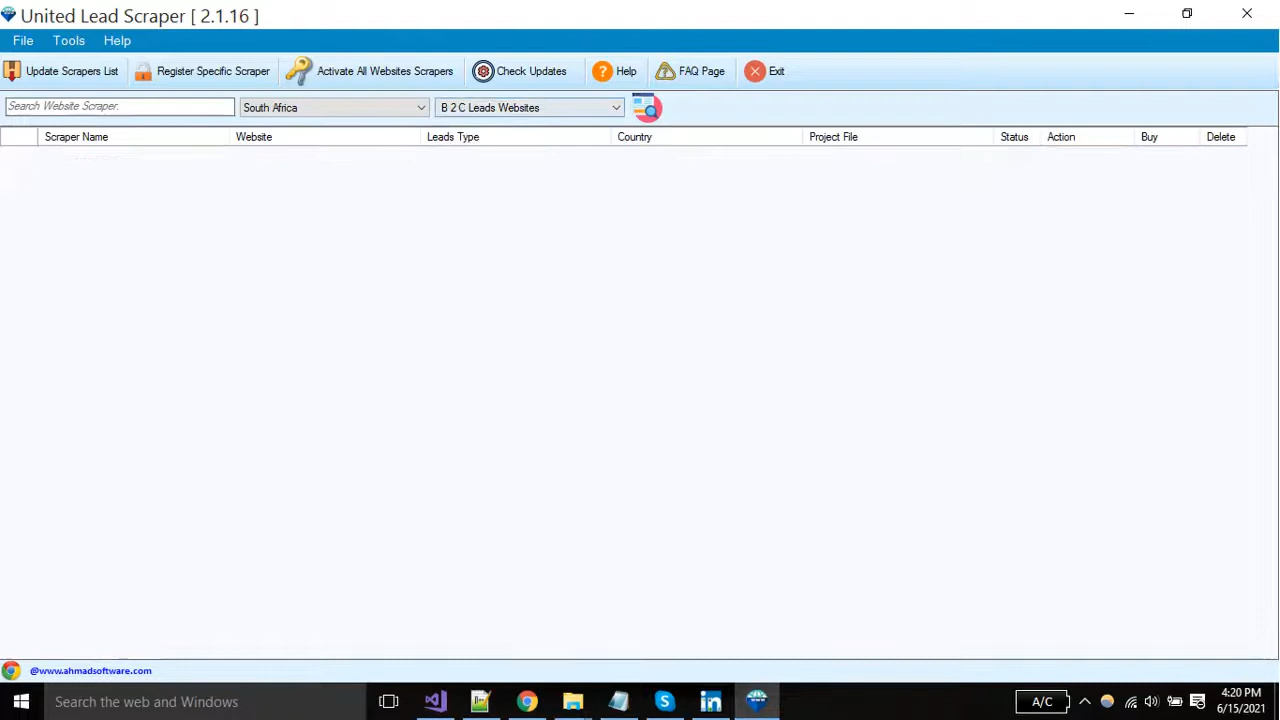 United Lead Scraper [ 2.1.16 ]
File Tools Help
Update Scrapers List Register Specific Scraper Activate All Websites Scrapers Check Updates Help FAQ Page Exit
Search Website Scraper. South Africa B 2 C Leads Websites
Scraper Name Website Leads Type Country Project File Status Action Buy Delete
@www.ahmadsoftware.com
Search the web and Windows A/C 4:20 PM
6/15/2021